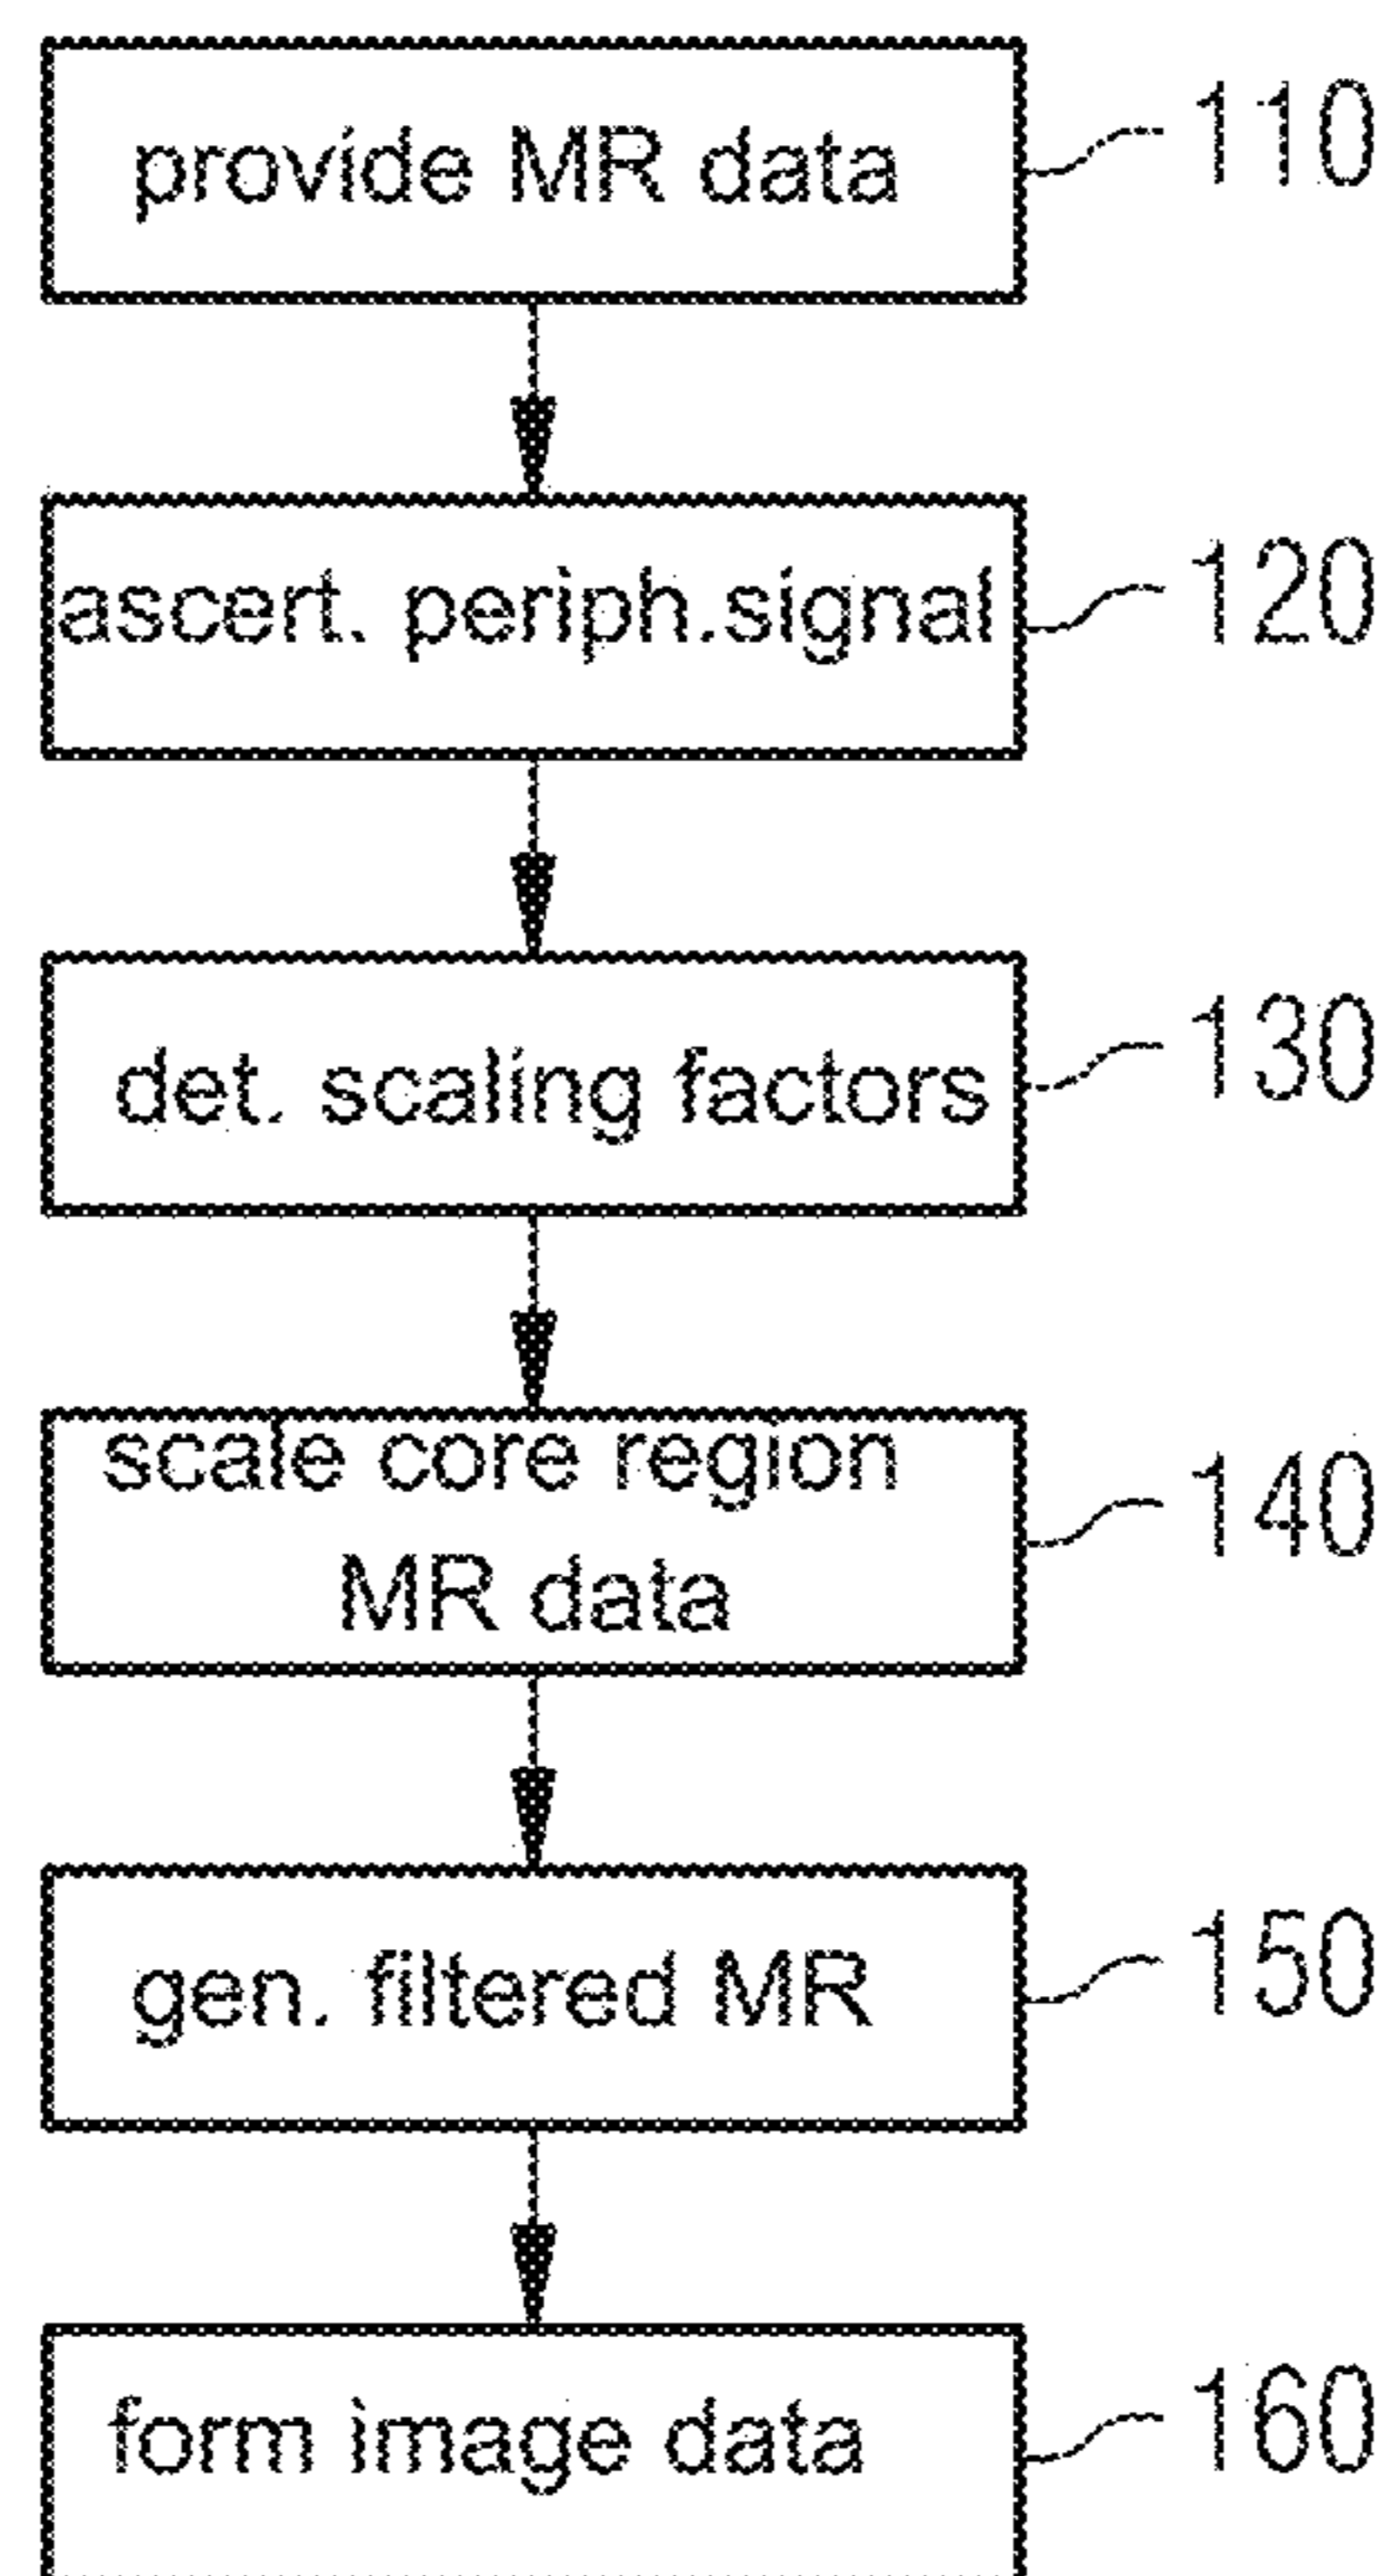 provide MR data 110
ascert. periph.signal 120
det. scaling factors 130
scale core region
MR data 140
gen. filtered MR 150
form image data 160